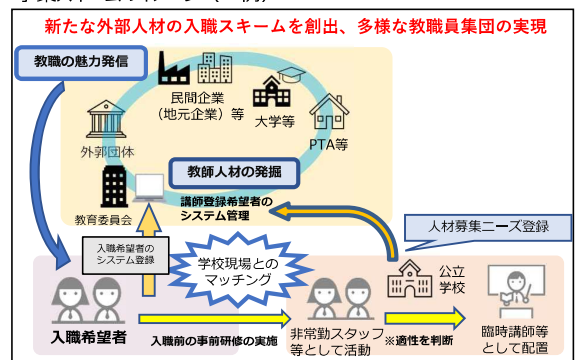 新たな外部人材の入職スキームを創出、多様な教職員集団の実現
教職の魅力発信
民間企業
（地元企業）等
大学等
PTA等
外郭団体
教師人材の発掘
教育委員会
講師登録希望者の
システム管理
人材募集ニーズ登録
入職希望者の
システム登録
学校現場との
マッチング
公立
学校
入職希望者
入職前の事前研修の実施
非常勤スタッフ
等として活動
※適性を判断
臨時講師等
として配置